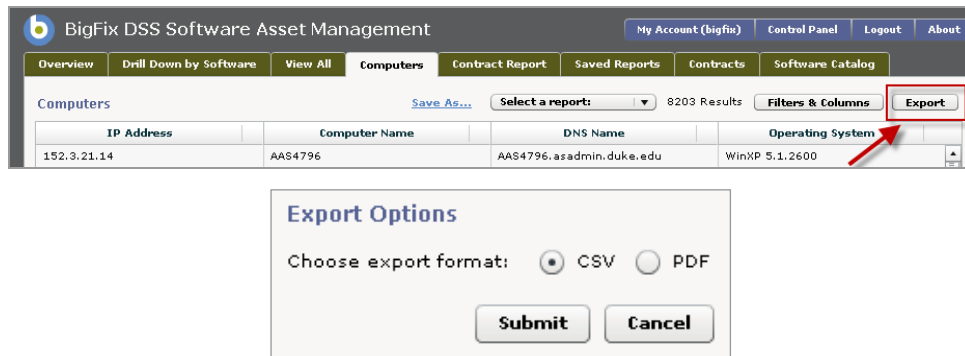 b BigFix DSS Software Asset Management My Account (bigfix) Control Panel Logout About
Overview Drill Down by Software View All Computers Contract Report Saved Reports Contracts Software Catalog
Computers Save As... Select a report: 8203 Results Filters & Columns Export
IP Address Computer Name DNS Name Operating System
152.3.21.14 AAS4796 AAS4796.asadmin.duke.edu WinXP 5.1.2600
Export Options
Choose export format: CSV PDF
Submit Cancel